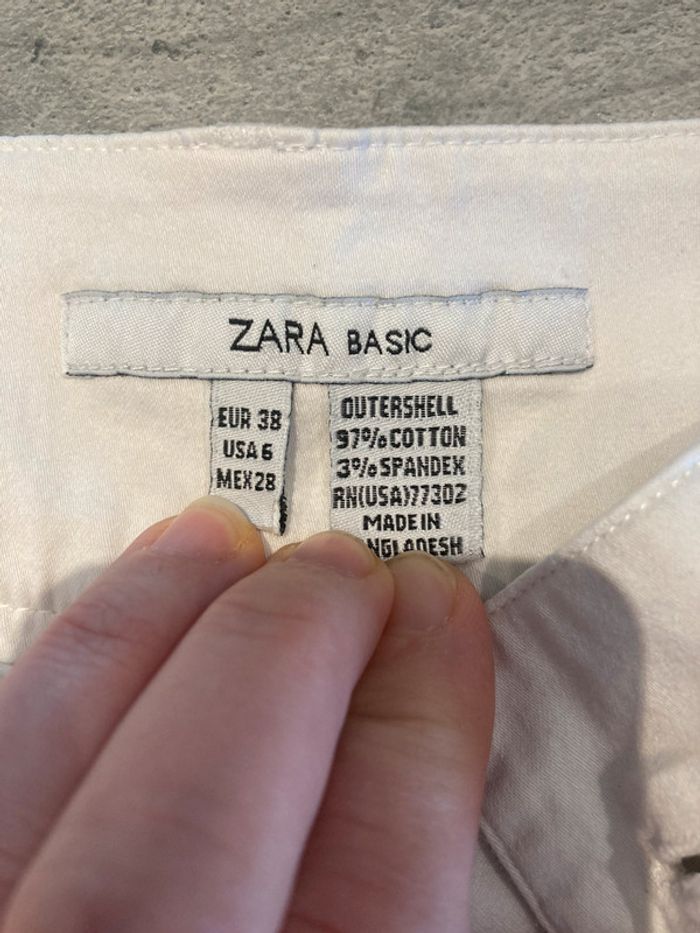 ZARA BASIC
EUR 38
USA 6
MEX 28
OUTERSHELL
97% COTTON
3% SPANDEX
RN(USA)77302
MADE IN
NGLADESH